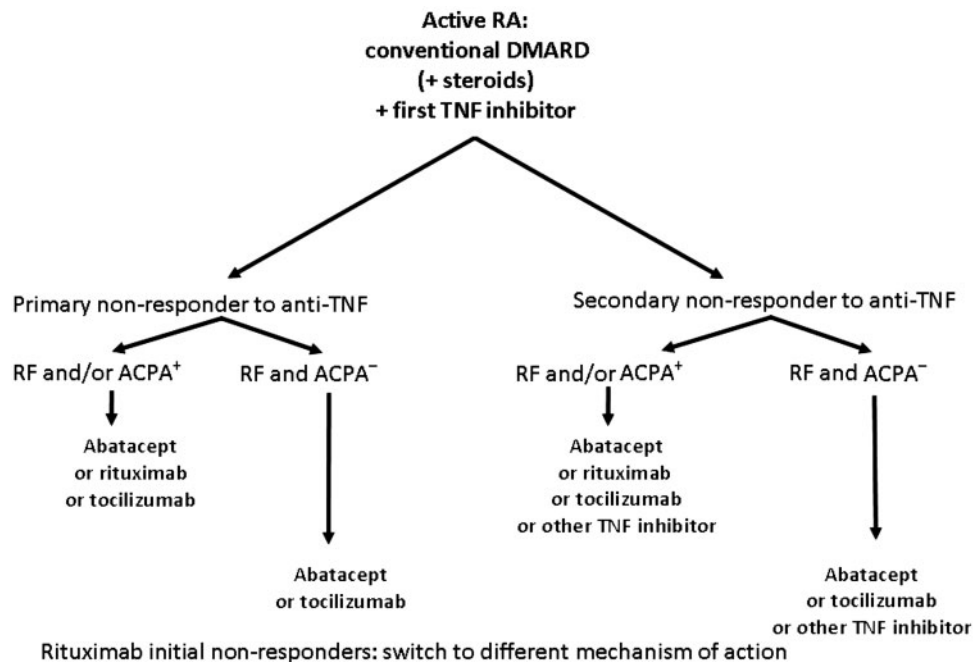 Active RA:
conventional DMARD
(+ steroids)
+ first TNF inhibitor
Primary non-responder to anti-TNF
Secondary non-responder to anti-TNF
RF and/or ACPA⁺
RF and ACPA⁻
RF and/or ACPA⁺
RF and ACPA⁻
Abatacept
or rituximab
or tocilizumab
Abatacept
or tocilizumab
Abatacept
or rituximab
or tocilizumab
or other TNF inhibitor
Abatacept
or tocilizumab
or other TNF inhibitor
Rituximab initial non-responders: switch to different mechanism of action